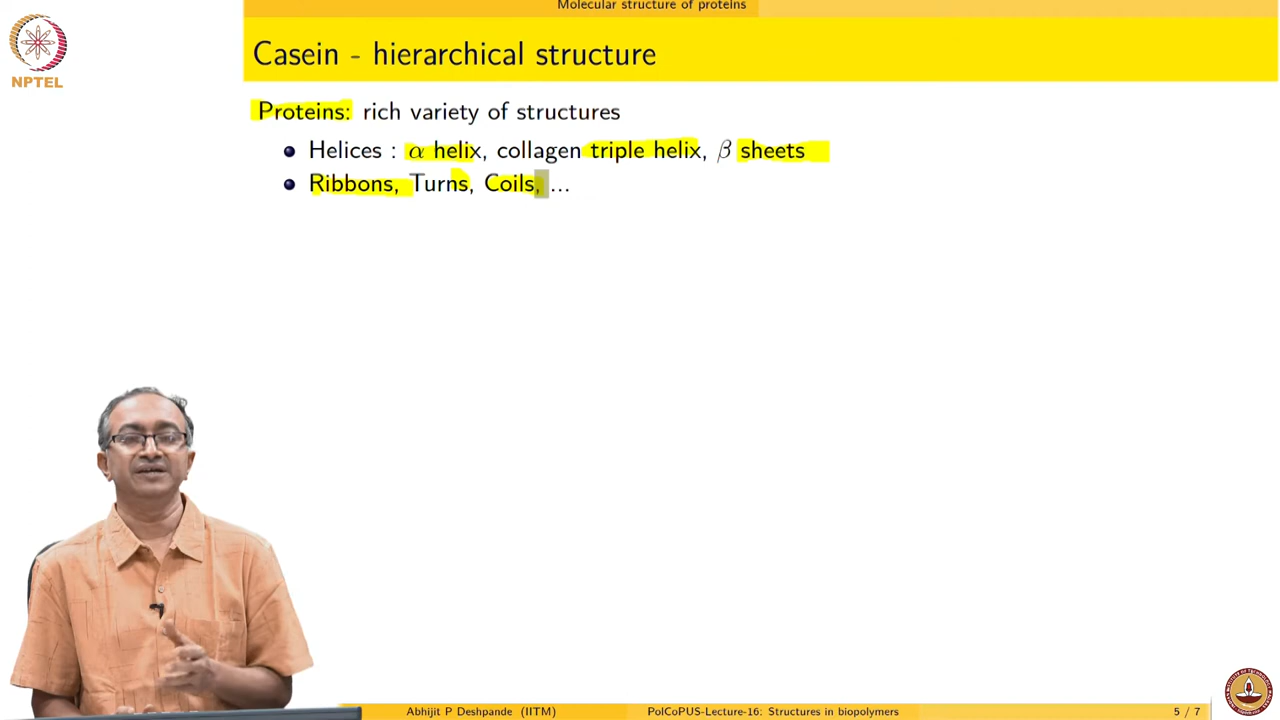 Molecular structure of proteins
NPTEL
Casein - hierarchical structure
Proteins: rich variety of structures
Helices : α helix, collagen triple helix, β sheets
Ribbons, Turns, Coils, ...
Abhijit P Deshpande (IITM) PolCoPUS-Lecture-16: Structures in biopolymers 5 / 7